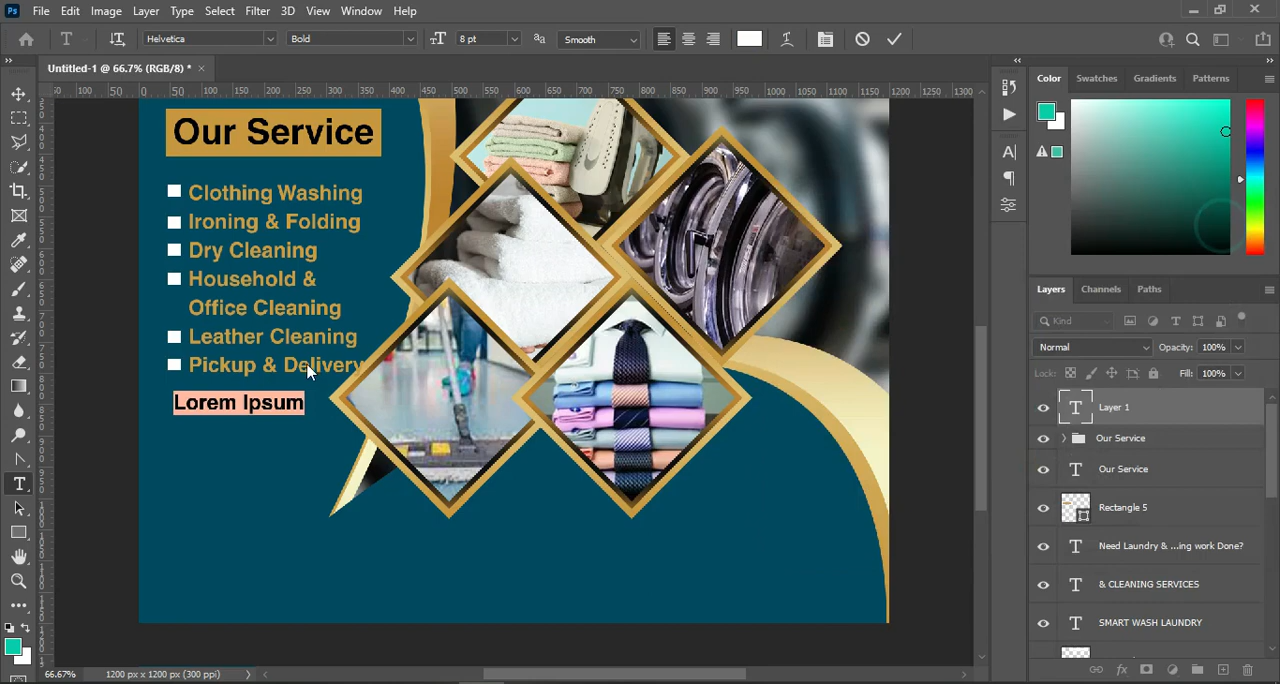 Ps File Edit Image Layer Type Select Filter 3D View Window Help
Helvetica Bold 8 pt Smooth
Untitled-1 @ 66.7% (RGB/8) *
Color Swatches Gradients Patterns
Our Service
Clothing Washing
Ironing & Folding
Dry Cleaning
Household &
Office Cleaning
Leather Cleaning
Pickup & Delivery
Lorem Ipsum
Layers Channels Paths
Kind
Normal Opacity: 100%
Lock: Fill: 100%
Layer 1
Our Service
Our Service
Rectangle 5
Need Laundry & ...ing work Done?
& CLEANING SERVICES
SMART WASH LAUNDRY
66.67% 1200 px x 1200 px (300 ppi)